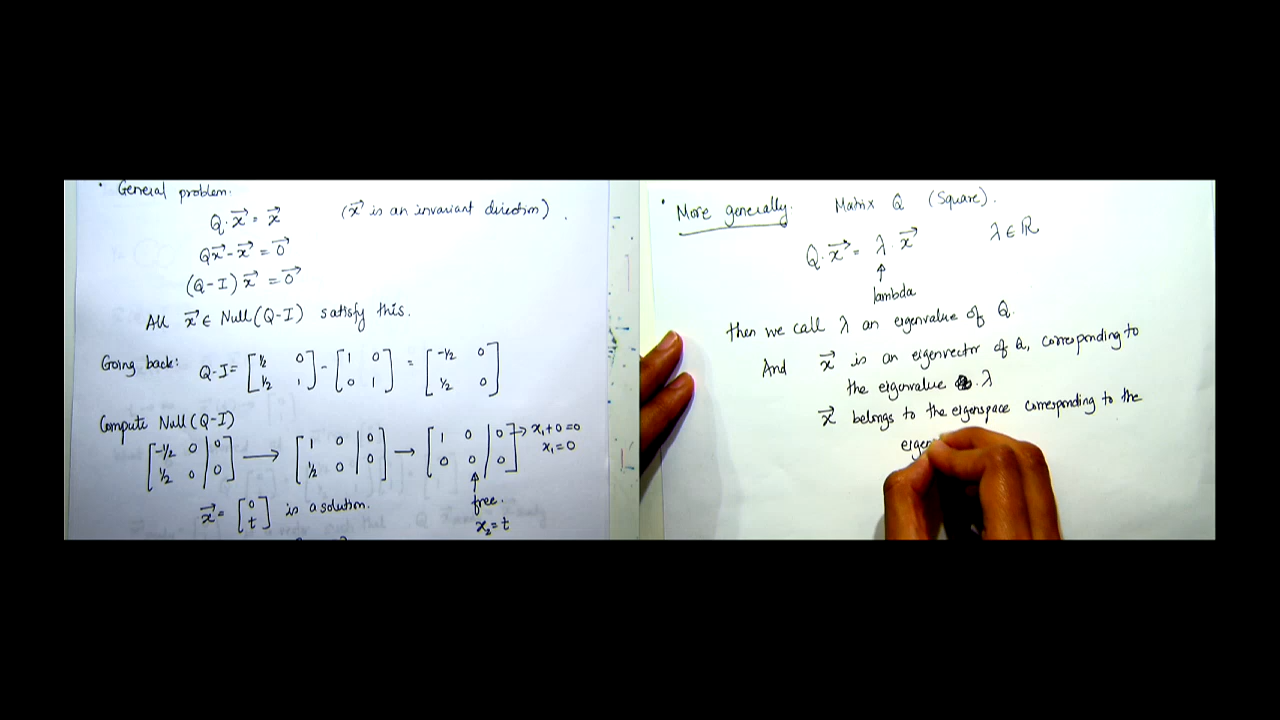 • General problem.
Q·x⃗ = x⃗ (x⃗ is an invariant direction).
Qx⃗ - x⃗ = 0⃗
(Q-I) x⃗ = 0⃗
All x⃗ ∈ Null(Q-I) satisfy this.
Going back: Q-I = [1/2 0; 1/2 1] - [1 0; 0 1] = [-1/2 0; 1/2 0]
Compute Null(Q-I)
[-1/2 0 | 0; 1/2 0 | 0] → [1 0 | 0; 1/2 0 | 0] → [1 0 | 0; 0 0 | 0] → x₁+0=0
x₁=0
↑
free.
x₂=t
x⃗ = [0; t] is a solution.
• More generally. Matrix Q (Square).
Q·x⃗ = λ·x⃗ λ∈ℝ
↑
lambda
then we call λ an eigenvalue of Q.
And x⃗ is an eigenvector of Q, corresponding to
the eigenvalue λ
x⃗ belongs to the eigenspace corresponding to the
eigen